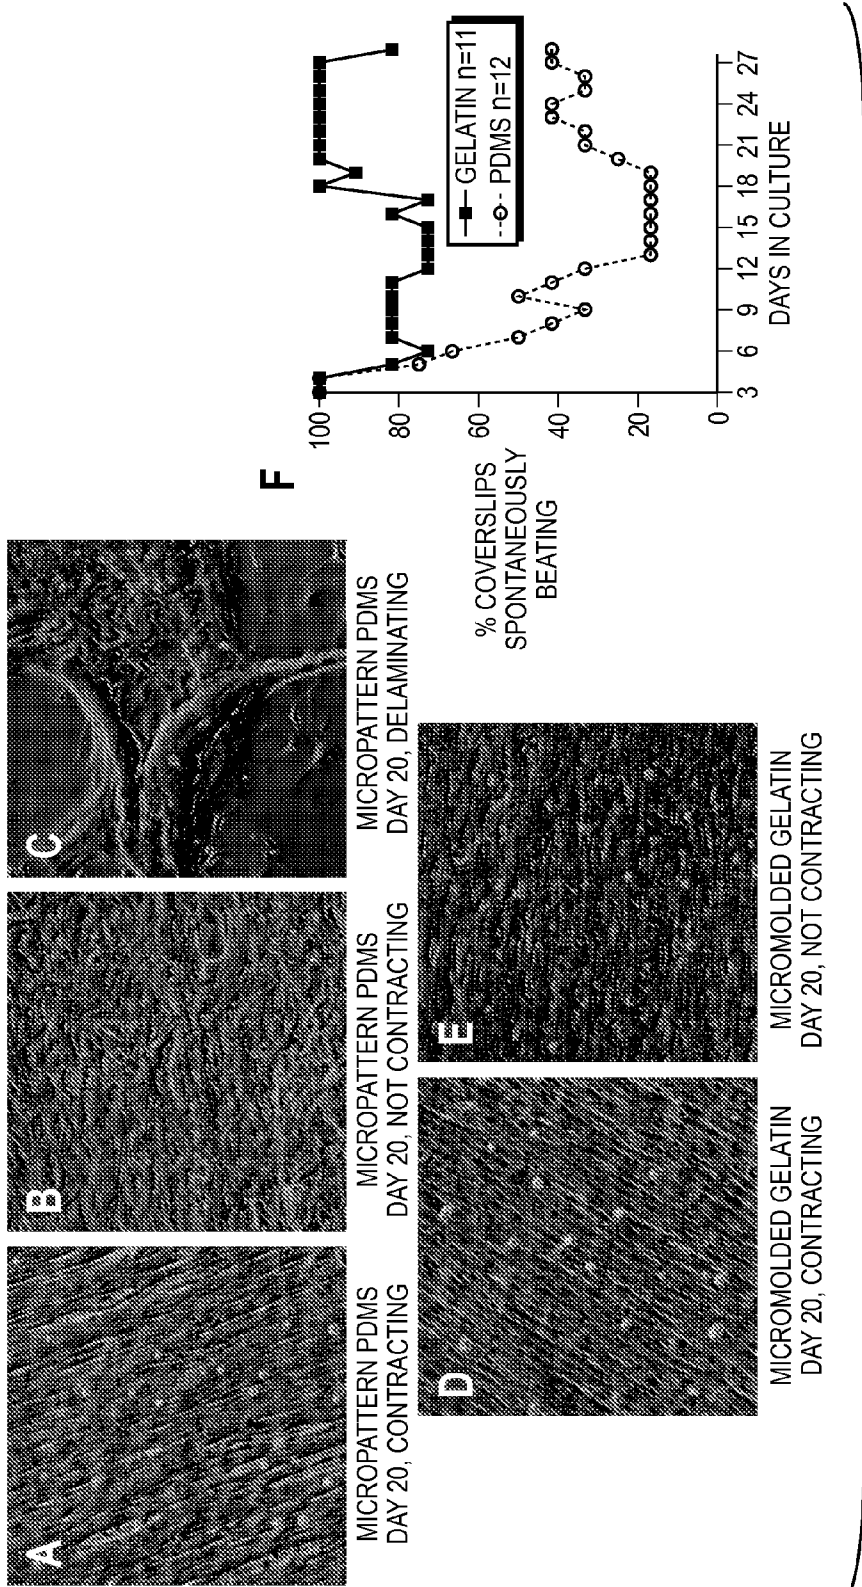 A
MICROPATTERN PDMS
DAY 20, CONTRACTING
B
MICROPATTERN PDMS
DAY 20, NOT CONTRACTING
C
MICROPATTERN PDMS
DAY 20, DELAMINATING
D
MICROMOLDED GELATIN
DAY 20, CONTRACTING
E
MICROMOLDED GELATIN
DAY 20, NOT CONTRACTING
F
% COVERSLIPS
SPONTANEOUSLY
BEATING
100
80
60
40
20
0
GELATIN n=11
PDMS n=12
3 6 9 12 15 18 21 24 27
DAYS IN CULTURE